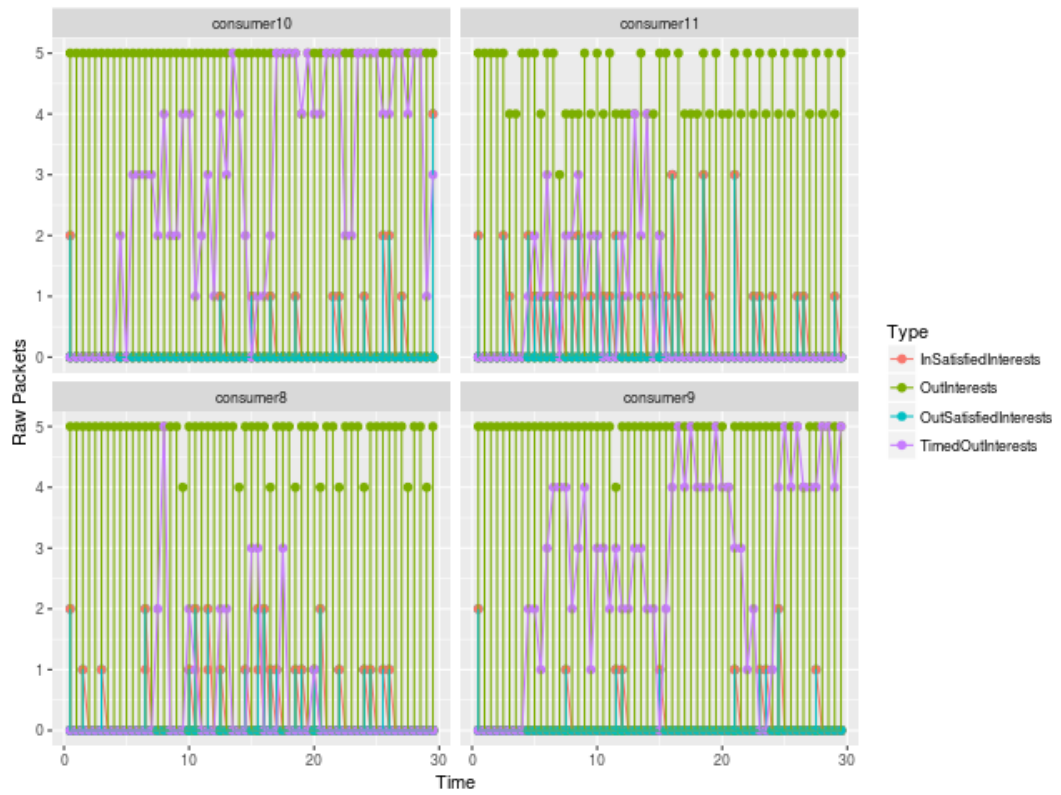 consumer10
consumer11
5
4
3
2
1
0
consumer8
consumer9
5
4
3
2
1
0
0
10
20
30
0
10
20
30
Time
Raw Packets
Type
InSatisfiedInterests
OutInterests
OutSatisfiedInterests
TimedOutInterests